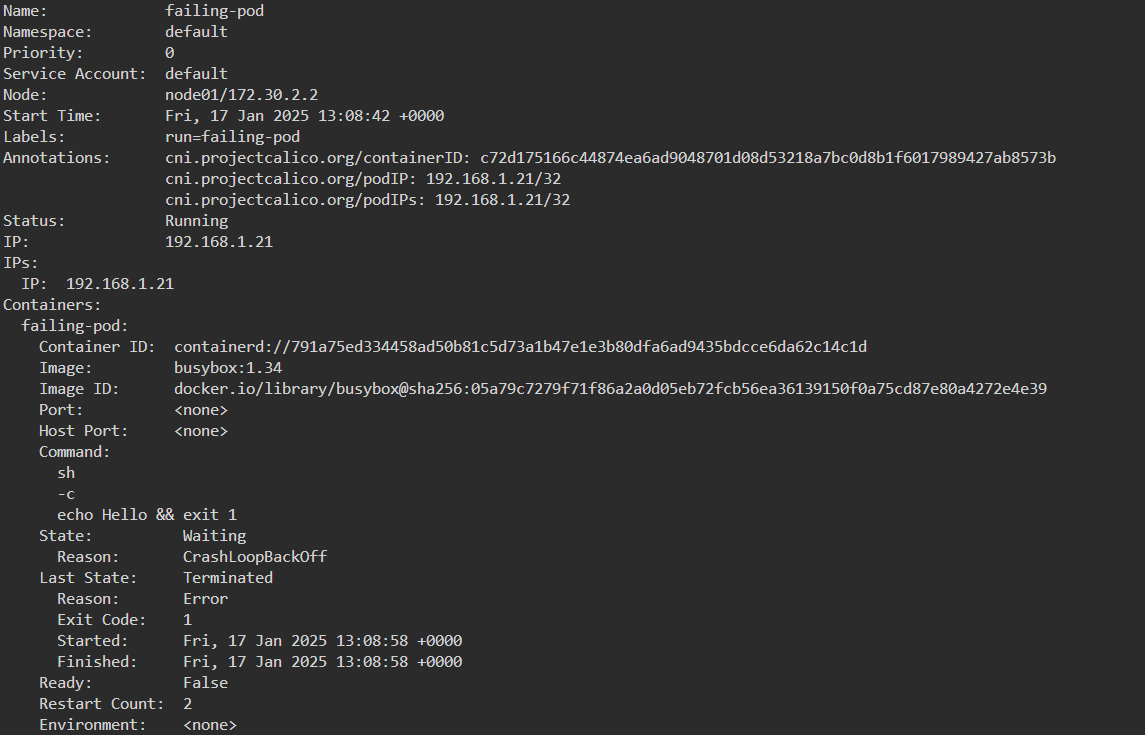 Name:             failing-pod
Namespace:        default
Priority:         0
Service Account:  default
Node:             node01/172.30.2.2
Start Time:       Fri, 17 Jan 2025 13:08:42 +0000
Labels:           run=failing-pod
Annotations:      cni.projectcalico.org/containerID: c72d175166c44874ea6ad9048701d08d53218a7bc0d8b1f6017989427ab8573b
                  cni.projectcalico.org/podIP: 192.168.1.21/32
                  cni.projectcalico.org/podIPs: 192.168.1.21/32
Status:           Running
IP:               192.168.1.21
IPs:
  IP:  192.168.1.21
Containers:
  failing-pod:
    Container ID:  containerd://791a75ed334458ad50b81c5d73a1b47e1e3b80dfa6ad9435bdcce6da62c14c1d
    Image:         busybox:1.34
    Image ID:      docker.io/library/busybox@sha256:05a79c7279f71f86a2a0d05eb72fcb56ea36139150f0a75cd87e80a4272e4e39
    Port:          <none>
    Host Port:     <none>
    Command:
      sh
      -c
      echo Hello && exit 1
    State:          Waiting
      Reason:       CrashLoopBackOff
    Last State:     Terminated
      Reason:       Error
      Exit Code:    1
      Started:      Fri, 17 Jan 2025 13:08:58 +0000
      Finished:     Fri, 17 Jan 2025 13:08:58 +0000
    Ready:          False
    Restart Count:  2
    Environment:    <none>